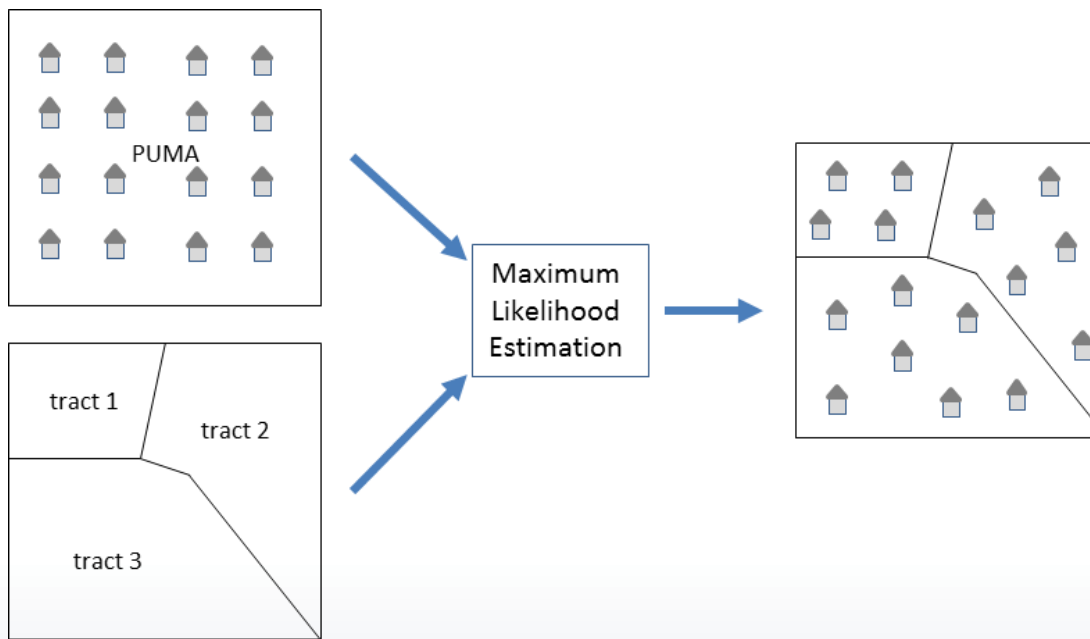 PUMA
tract 1
tract 2
tract 3
Maximum
Likelihood
Estimation